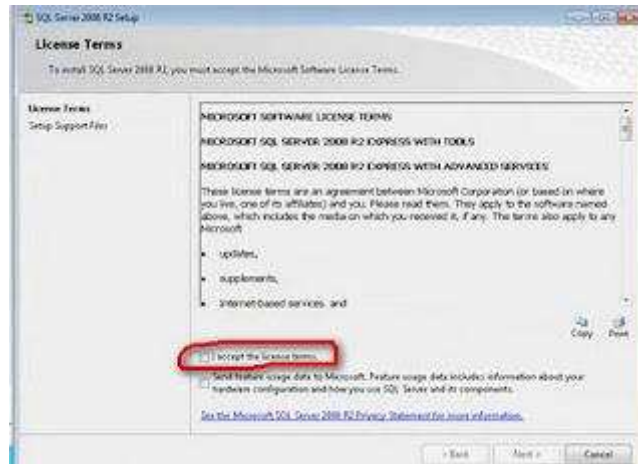 SQL Server 2008 R2 Setup
License Terms
To install SQL Server 2008 R2, you must accept the Microsoft Software License Terms.
License Terms
Setup Support Files
MICROSOFT SOFTWARE LICENSE TERMS
MICROSOFT SQL SERVER 2008 R2 EXPRESS WITH TOOLS
MICROSOFT SQL SERVER 2008 R2 EXPRESS WITH ADVANCED SERVICES
These license terms are an agreement between Microsoft Corporation (or based on where
you live, one of its affiliates) and you. Please read them. They apply to the software named
above, which includes the media on which you received it, if any. The terms also apply to any
Microsoft
• updates,
• supplements,
• Internet-based services, and
Copy Print
I accept the license terms.
Send feature usage data to Microsoft. Feature usage data includes information about your
hardware configuration and how you use SQL Server and its components.
See the Microsoft SQL Server 2008 R2 Privacy Statement for more information.
< Back Next > Cancel